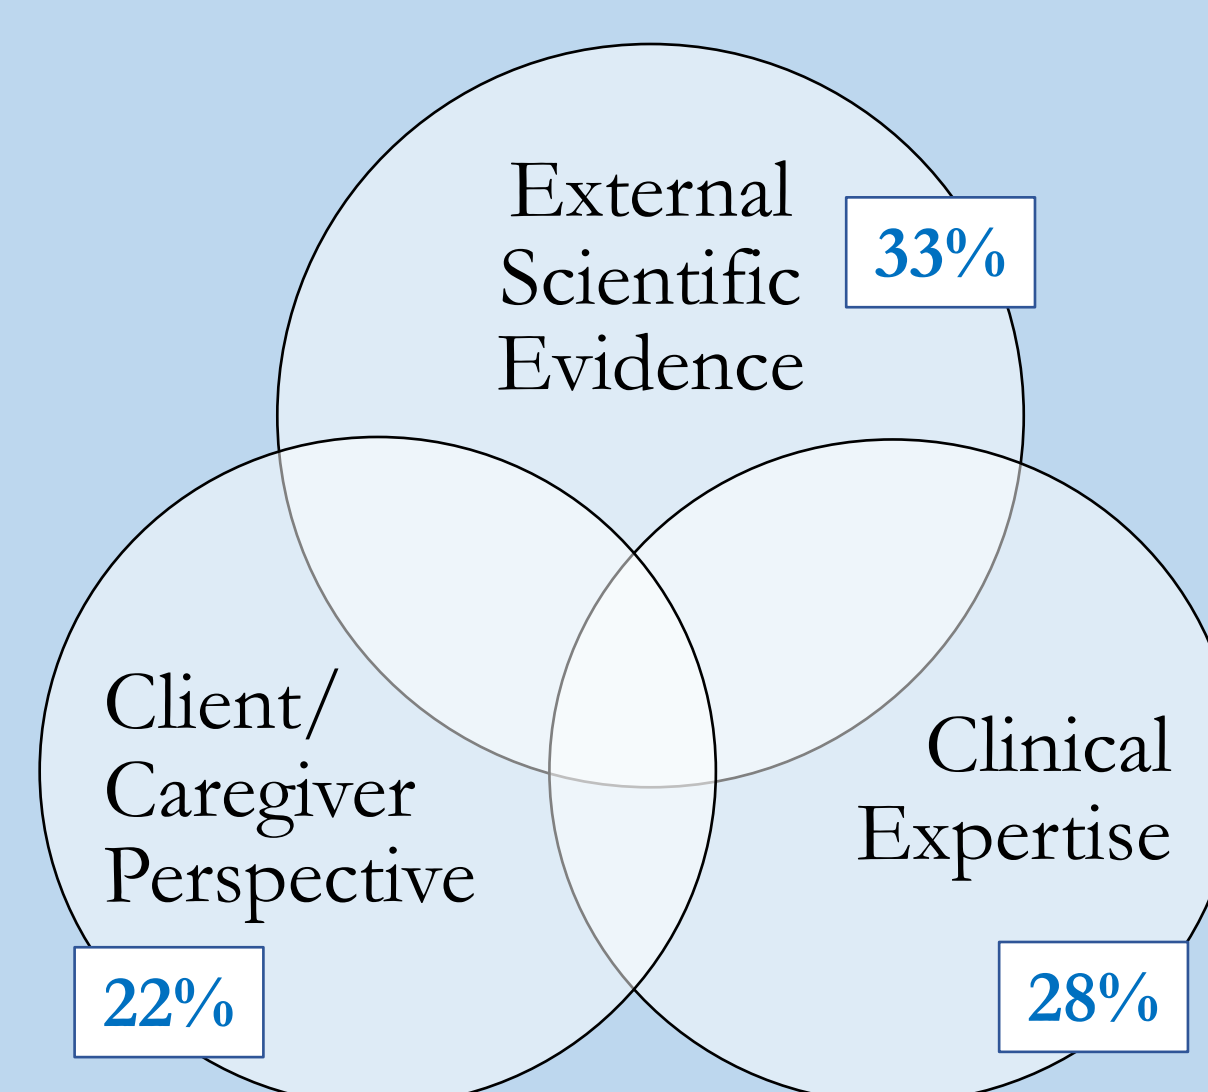 External
Scientific
Evidence
33%
Client/
Caregiver
Perspective
22%
Clinical
Expertise
28%